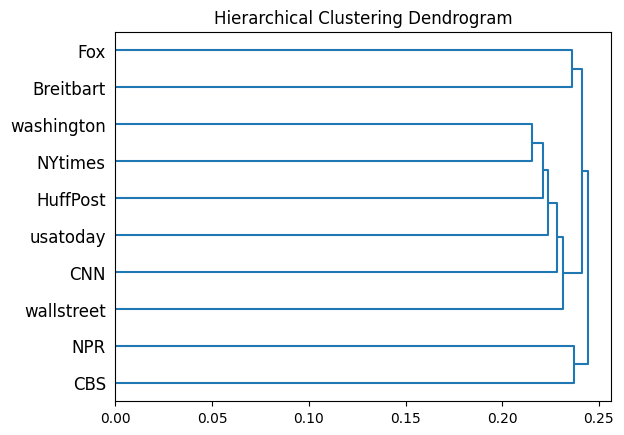 Hierarchical Clustering Dendrogram
Fox
Breitbart
washington
NYtimes
HuffPost
usatoday
CNN
wallstreet
NPR
CBS
0.00 0.05 0.10 0.15 0.20 0.25